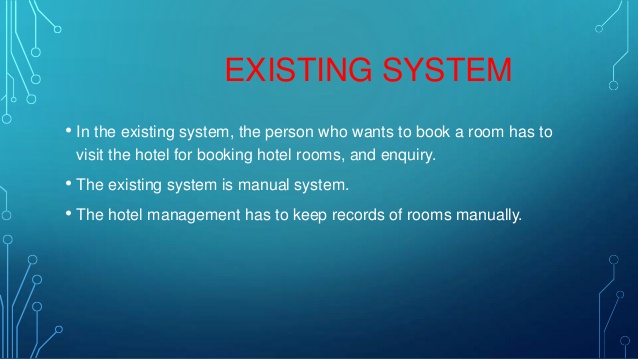 EXISTING SYSTEM
• In the existing system, the person who wants to book a room has to
visit the hotel for booking hotel rooms, and enquiry.
• The existing system is manual system.
• The hotel management has to keep records of rooms manually.